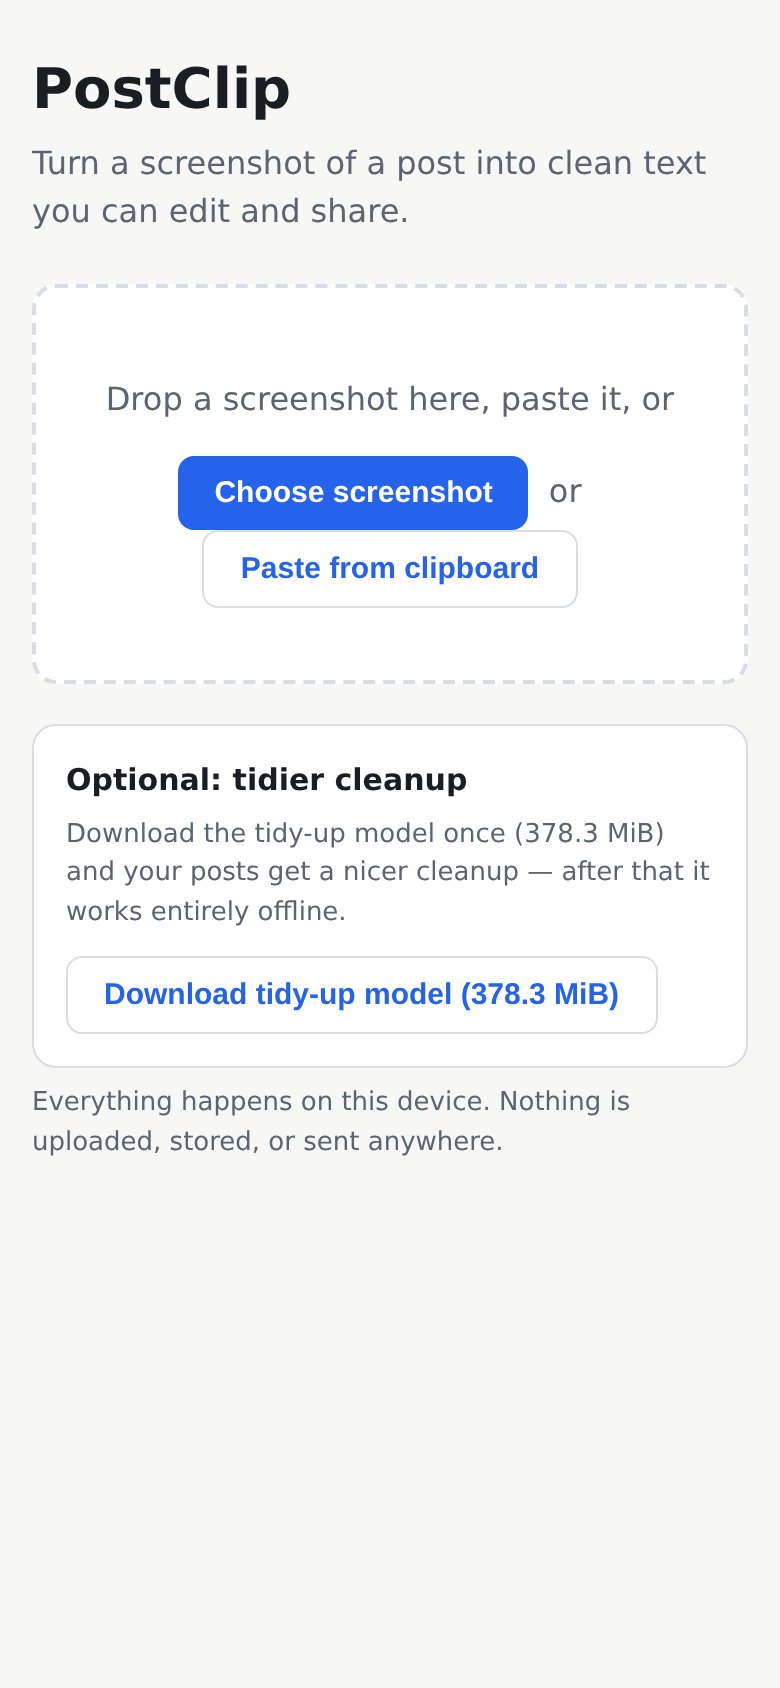 PostClip
Turn a screenshot of a post into clean text
you can edit and share.
Drop a screenshot here, paste it, or
Choose screenshot or
Paste from clipboard
Optional: tidier cleanup
Download the tidy-up model once (378.3 MiB)
and your posts get a nicer cleanup — after that it
works entirely offline.
Download tidy-up model (378.3 MiB)
Everything happens on this device. Nothing is
uploaded, stored, or sent anywhere.